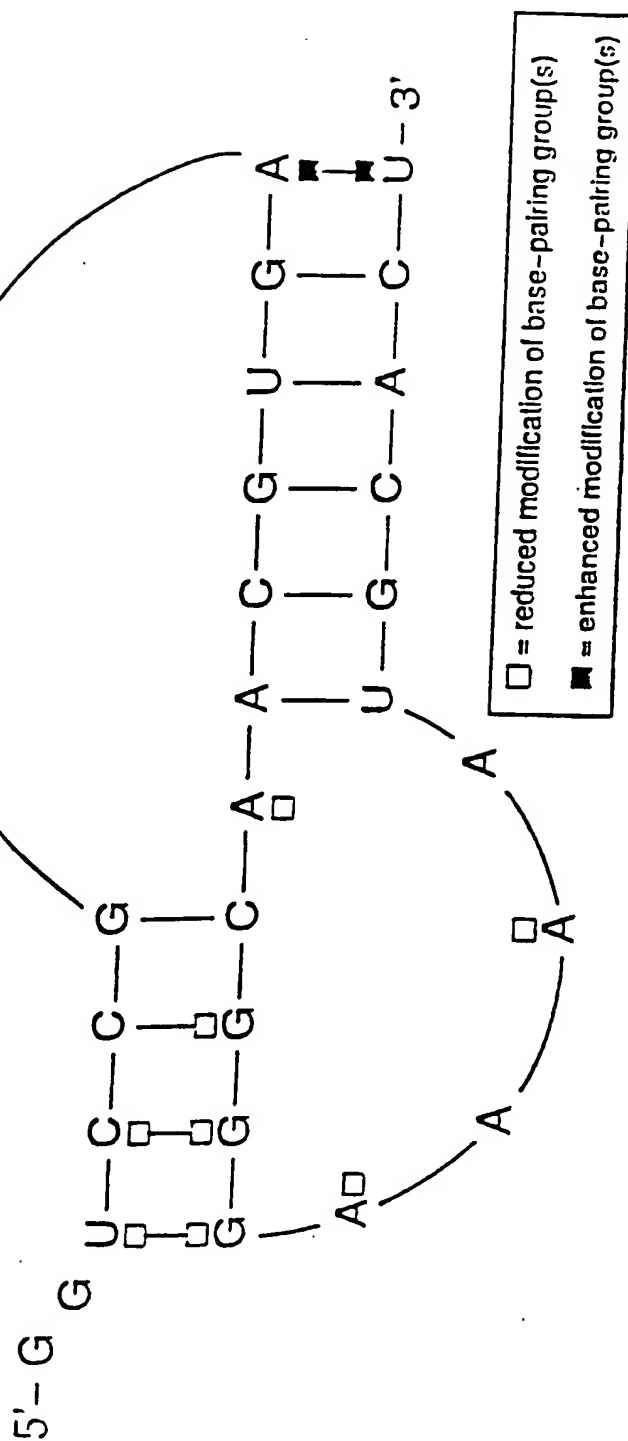 5'-G G
U-C-C-G
G-G-G-C-A-A-C-G-U-G-A
U-G-C-A-C-U-3'
A A A A
□ = reduced modification of base-pairing group(s)
■ = enhanced modification of base-pairing group(s)